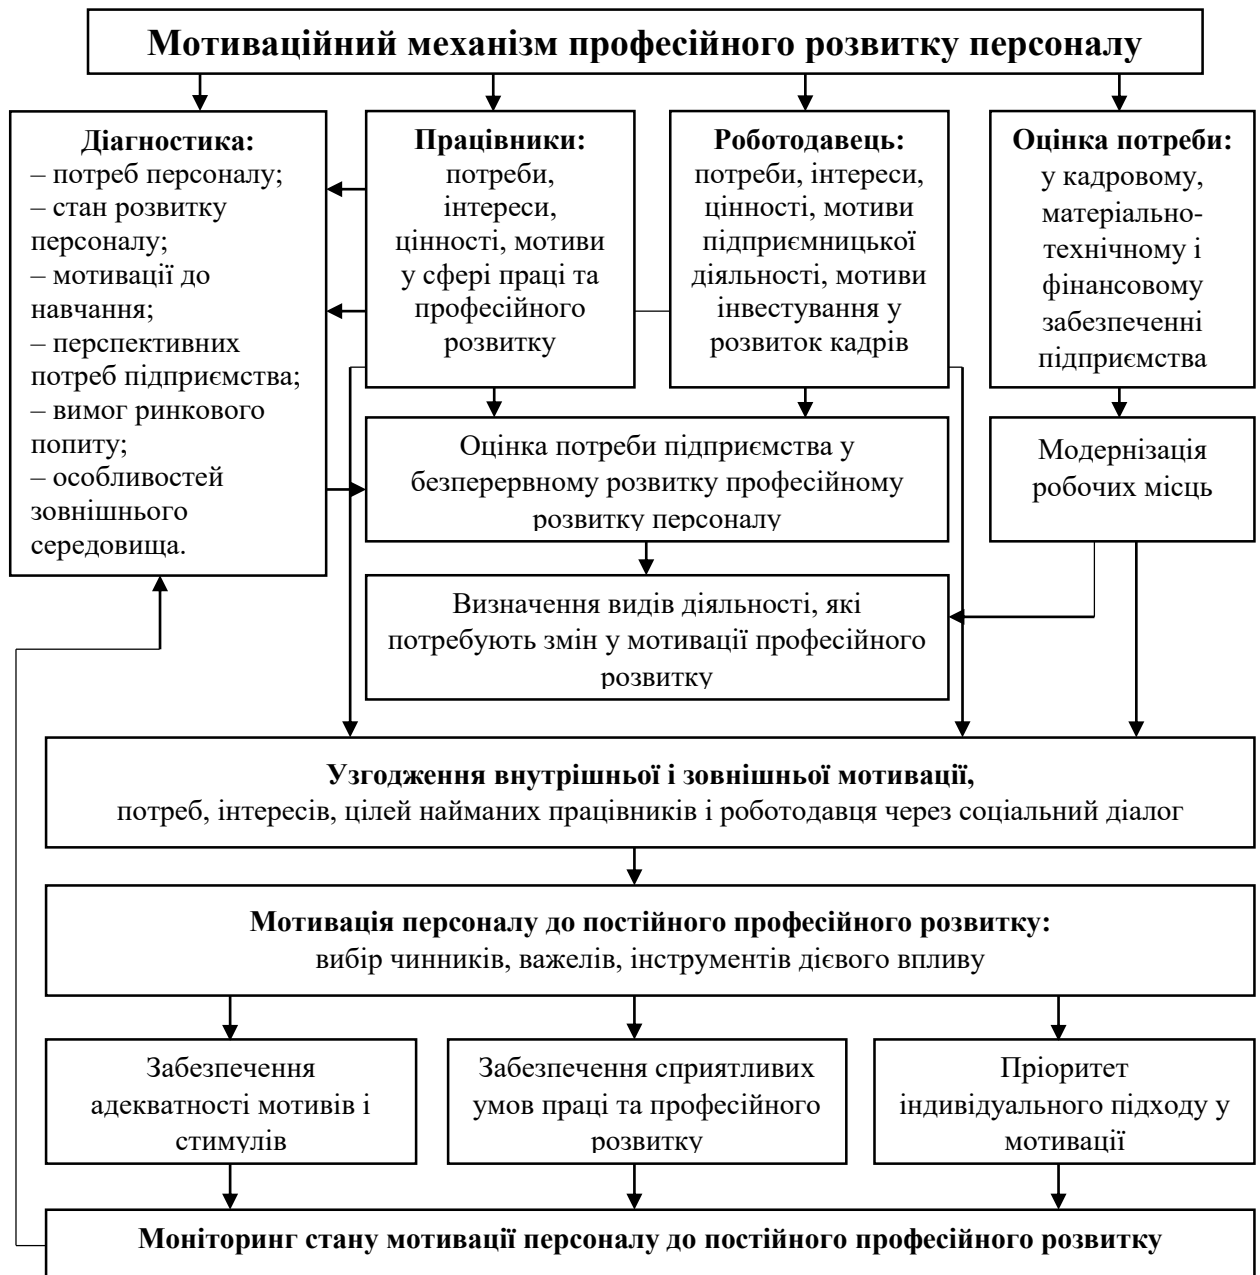 Мотиваційний механізм професійного розвитку персоналу
Діагностика:
– потреб персоналу;
– стан розвитку
персоналу;
– мотивації до
навчання;
– перспективних
потреб підприємства;
– вимог ринкового
попиту;
– особливостей
зовнішнього
середовища.
Працівники:
потреби,
інтереси,
цінності, мотиви
у сфері праці та
професійного
розвитку
Роботодавець:
потреби, інтереси,
цінності, мотиви
підприємницької
діяльності, мотиви
інвестування у
розвиток кадрів
Оцінка потреби:
у кадровому,
матеріально-
технічному і
фінансовому
забезпеченні
підприємства
Оцінка потреби підприємства у
безперервному розвитку професійному
розвитку персоналу
Модернізація
робочих місць
Визначення видів діяльності, які
потребують змін у мотивації професійного
розвитку
Узгодження внутрішньої і зовнішньої мотивації,
потреб, інтересів, цілей найманих працівників і роботодавця через соціальний діалог
Мотивація персоналу до постійного професійного розвитку:
вибір чинників, важелів, інструментів дієвого впливу
Забезпечення
адекватності мотивів і
стимулів
Забезпечення сприятливих
умов праці та професійного
розвитку
Пріоритет
індивідуального підходу у
мотивації
Моніторинг стану мотивації персоналу до постійного професійного розвитку